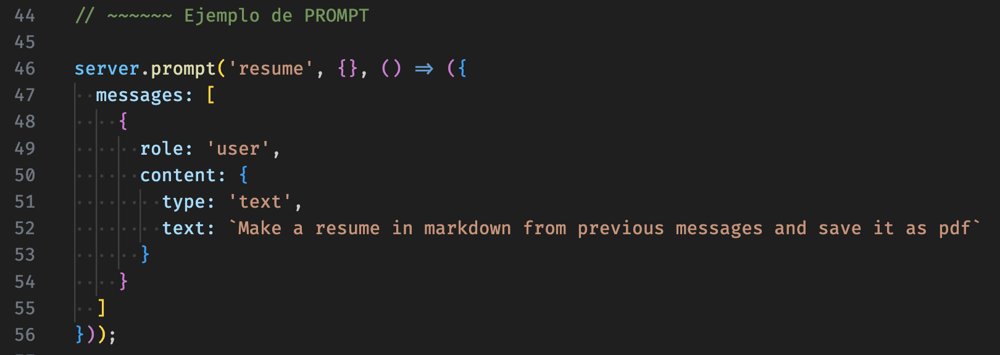 44 // ~~~~~~ Ejemplo de PROMPT
45
46 server.prompt('resume', {}, () => ({
47 messages: [
48 {
49 role: 'user',
50 content: {
51 type: 'text',
52 text: `Make a resume in markdown from previous messages and save it as pdf`
53 }
54 }
55 ]
56 }));